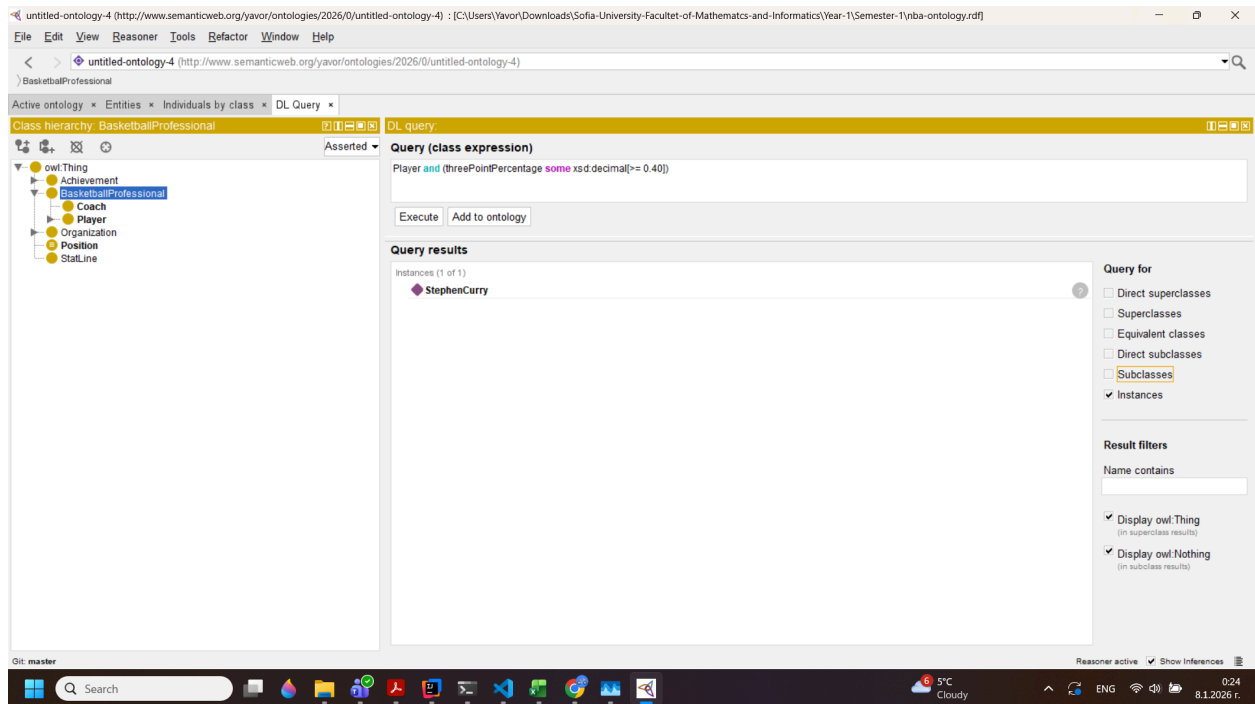 untitled-ontology-4 (http://www.semanticweb.org/yavor/ontologies/2026/0/untitled-ontology-4) : [C:\Users\Yavor\Downloads\Sofia-University-Facultet-of-Mathematcs-and-Informatics\Year-1\Semester-1\nba-ontology.rdf]
File Edit View Reasoner Tools Refactor Window Help
untitled-ontology-4 (http://www.semanticweb.org/yavor/ontologies/2026/0/untitled-ontology-4)
BasketballProfessional
Active ontology × Entities × Individuals by class × DL Query ×
Class hierarchy: BasketballProfessional
Asserted
owl:Thing
Achievement
BasketballProfessional
Coach
Player
Organization
Position
StatLine
DL query:
Query (class expression)
Player and (threePointPercentage some xsd:decimal[>= 0.40])
Execute Add to ontology
Query results
Instances (1 of 1)
StephenCurry
?
Query for
Direct superclasses
Superclasses
Equivalent classes
Direct subclasses
Subclasses
Instances
Result filters
Name contains
Display owl:Thing
(in superclass results)
Display owl:Nothing
(in subclass results)
Git: master
Reasoner active Show Inferences
Search
6
5°C
Cloudy
ENG
0:24
8.1.2026 г.